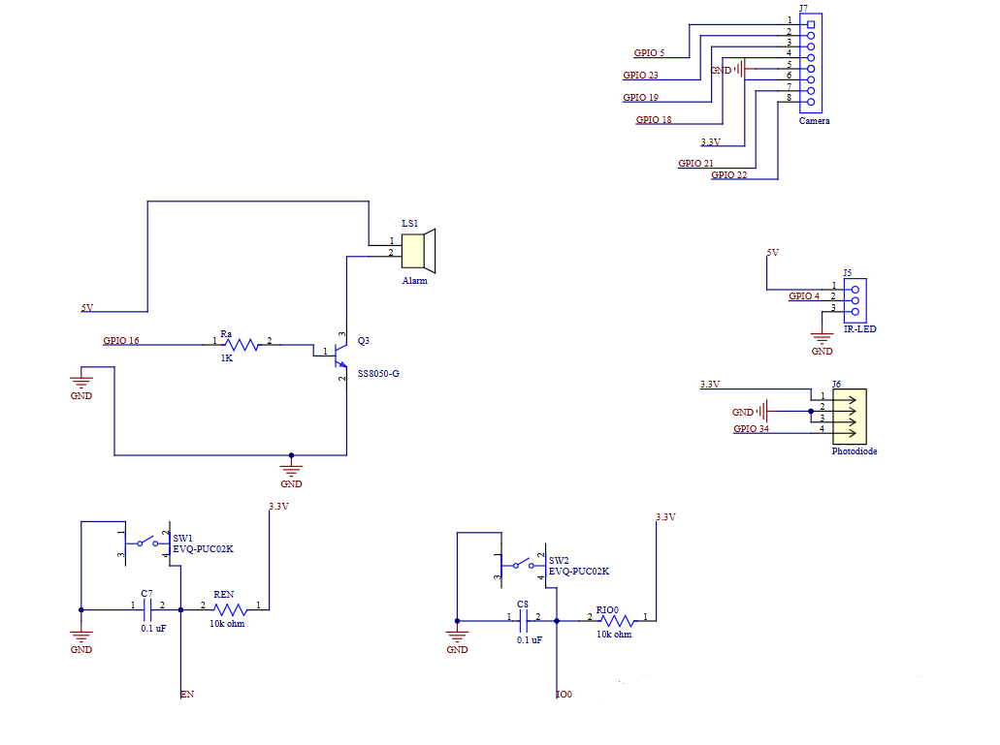 J7
1
2
3
4
5
6
7
8
GPIO 5
GPIO 23
GND
GPIO 19
GPIO 18
3.3V
GPIO 21
GPIO 22
Camera
LS1
1
2
Alarm
5V
GPIO 16
Ra
1
2
1K
3
1
2
Q3
SS8050-G
GND
GND
5V
J5
GPIO 4
1
2
3
IR-LED
GND
3.3V
J6
GND
GPIO 34
1
2
3
4
Photodiode
3.3V
1
2
3
4
SW1
EVQ-PUC02K
C7
1
2
0.1 uF
REN
2
1
10k ohm
GND
EN
3.3V
1
2
3
4
SW2
EVQ-PUC02K
C8
1
2
0.1 uF
RIO0
2
1
10k ohm
GND
IO0